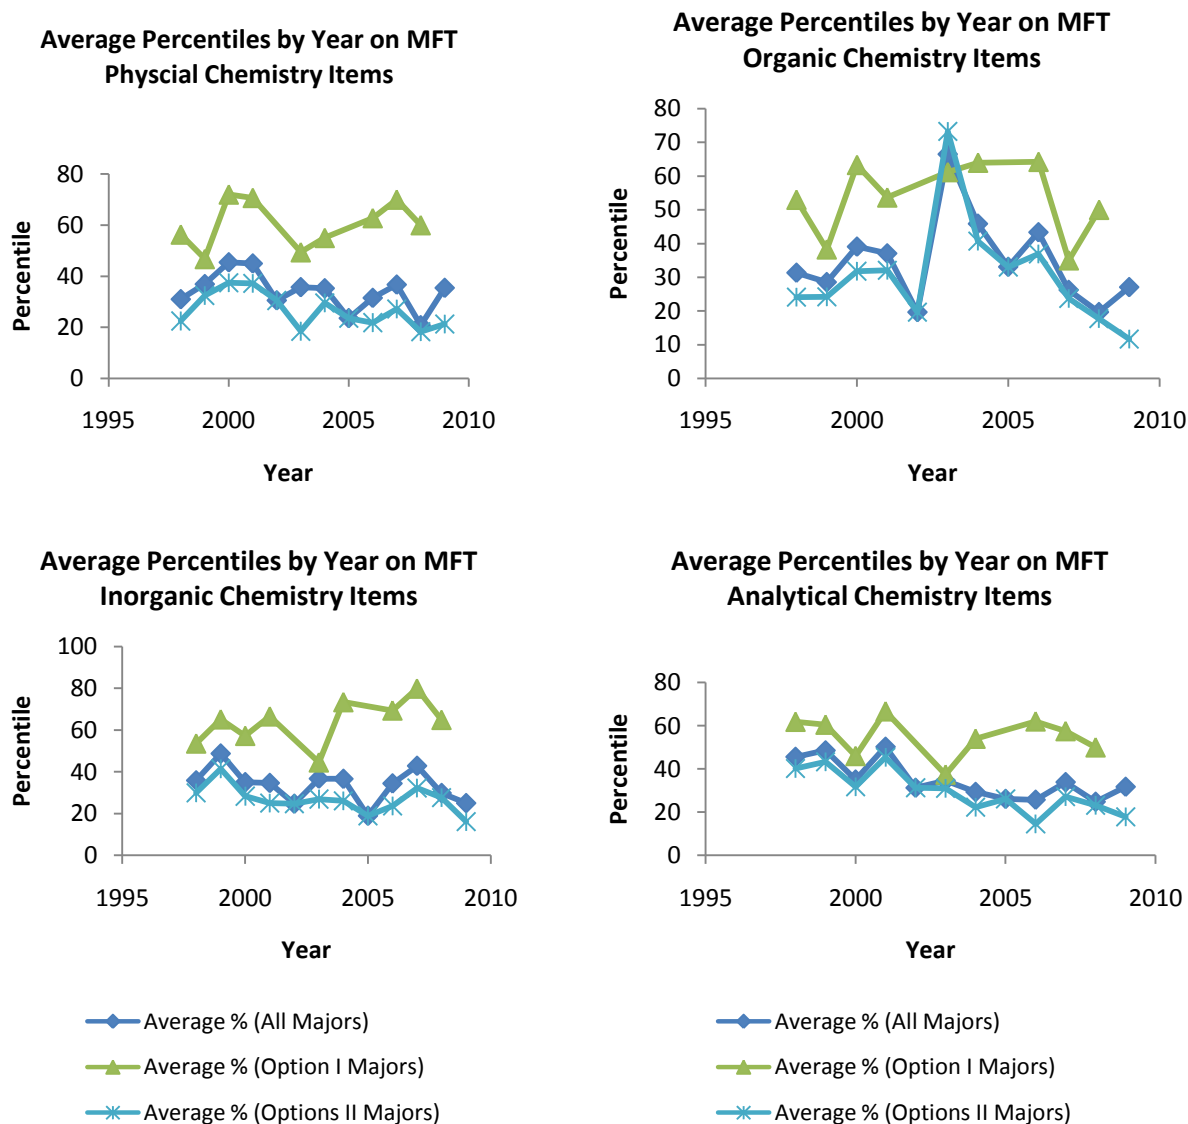 Average Percentiles by Year on MFT
Physcial Chemistry Items
80
60
40
20
0
Percentile
1995
2000
2005
2010
Year
Average Percentiles by Year on MFT
Organic Chemistry Items
80
70
60
50
40
30
20
10
0
Percentile
1995
2000
2005
2010
Year
Average Percentiles by Year on MFT
Inorganic Chemistry Items
100
80
60
40
20
0
Percentile
1995
2000
2005
2010
Year
Average % (All Majors)
Average % (Option I Majors)
Average % (Options II Majors)
Average Percentiles by Year on MFT
Analytical Chemistry Items
80
60
40
20
0
Percentile
1995
2000
2005
2010
Year
Average % (All Majors)
Average % (Option I Majors)
Average % (Options II Majors)